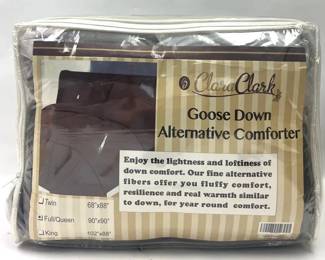 Clara Clark
Goose Down
Alternative Comforter
Enjoy the lightness and loftiness of
down comfort. Our fine alternative
fibers offer you fluffy comfort,
resilience and real warmth similar
to down, for year round comfort.
Twin 68"x88"
Full/Queen 90"x90"
King 102"x88"